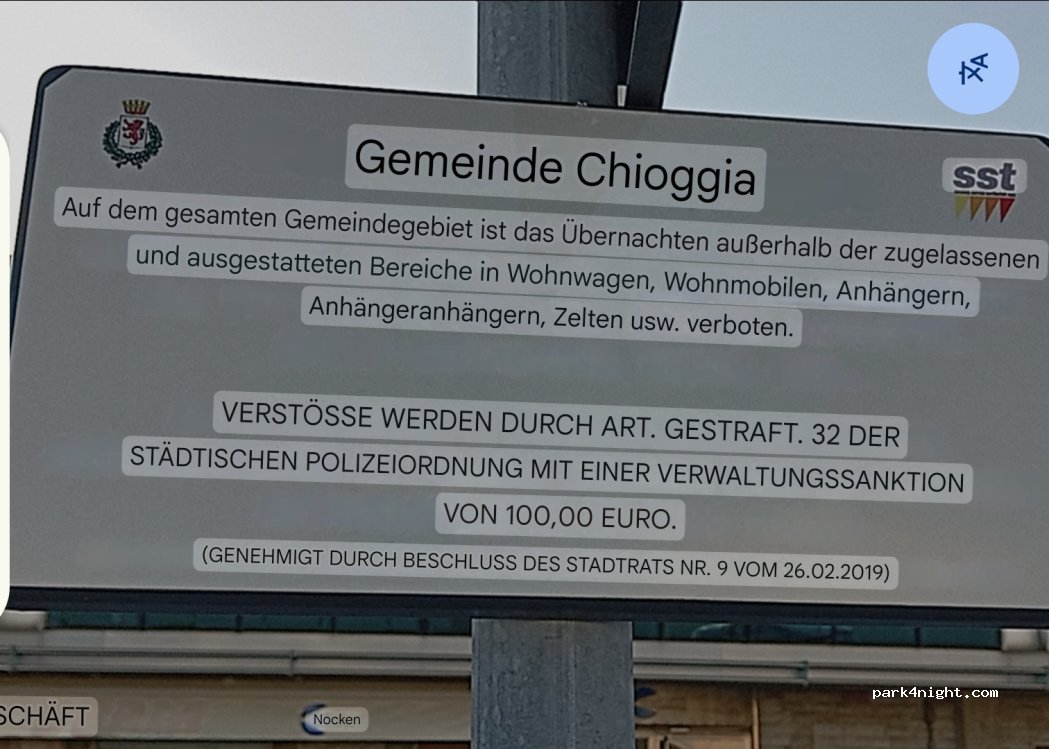 Gemeinde Chioggia
sst
Auf dem gesamten Gemeindegebiet ist das Übernachten außerhalb der zugelassenen
und ausgestatteten Bereiche in Wohnwagen, Wohnmobilen, Anhängern,
Anhängeranhängern, Zelten usw. verboten.
VERSTÖSSE WERDEN DURCH ART. GESTRAFT. 32 DER
STÄDTISCHEN POLIZEIORDNUNG MIT EINER VERWALTUNGSSANKTION
VON 100,00 EURO.
(GENEHMIGT DURCH BESCHLUSS DES STADTRATS NR. 9 VOM 26.02.2019)
park4night.com
SCHÄFT
Nocken